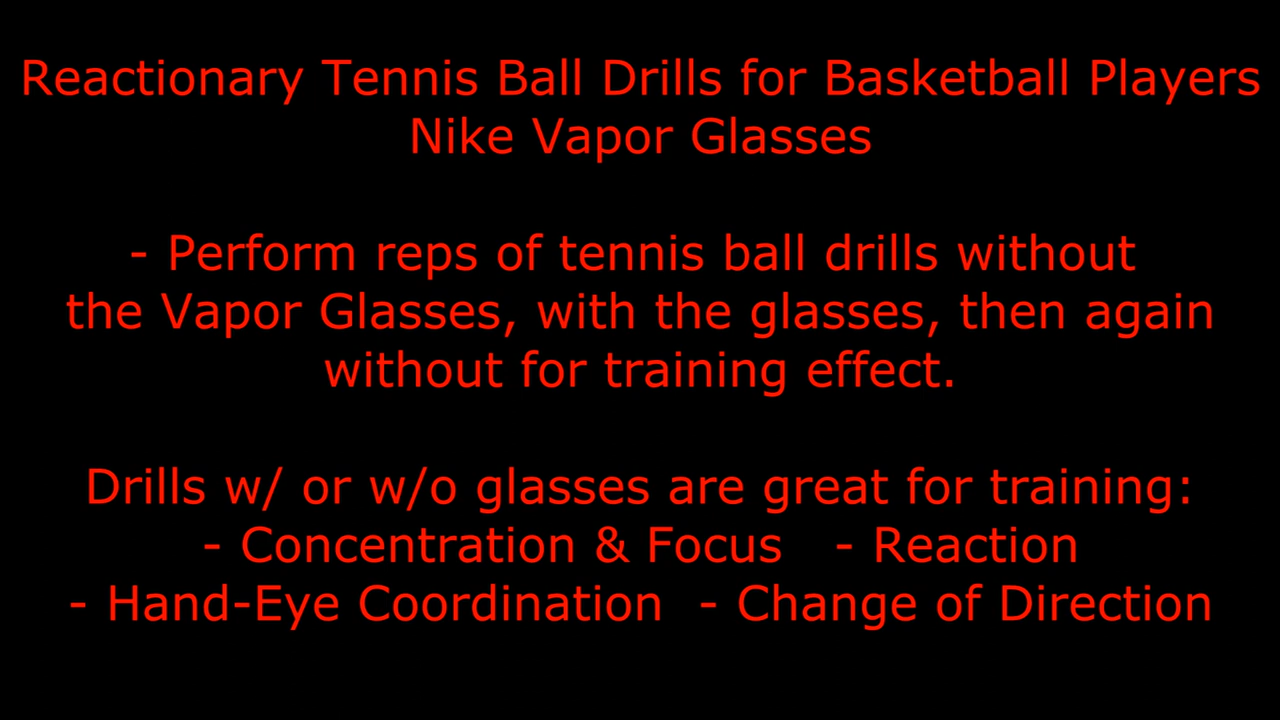 Reactionary Tennis Ball Drills for Basketball Players
Nike Vapor Glasses
- Perform reps of tennis ball drills without
the Vapor Glasses, with the glasses, then again
without for training effect.
Drills w/ or w/o glasses are great for training:
- Concentration & Focus - Reaction
- Hand-Eye Coordination - Change of Direction